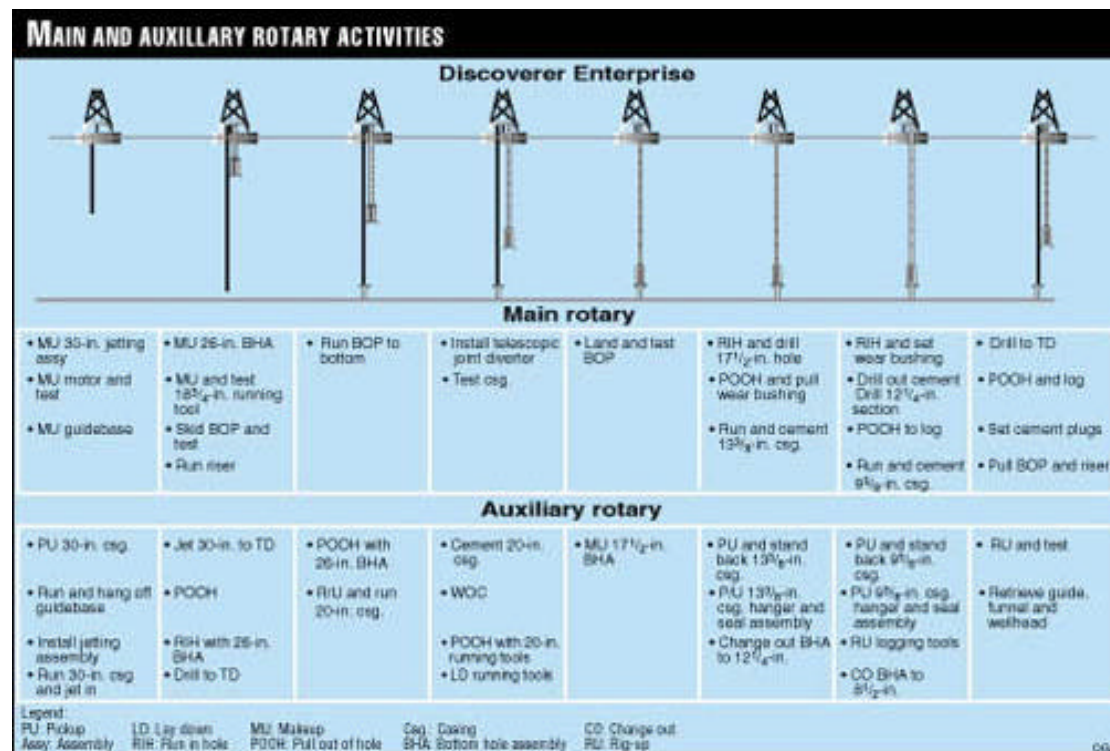 MAIN AND AUXILLARY ROTARY ACTIVITIES
Discoverer Enterprise
Main rotary
• MU 30-in. jetting
assy
• MU motor and
test
• MU guidebase
• MU 26-in. BHA
• MU and test
18³/₄-in. running
tool
• Skid BOP and
test
• Run riser
• Run BOP to
bottom
• Install telescopic
joint divertor
• Test csg
• Land and test
BOP
• RIH and drill
17¹/₂-in. hole
• POOH and pull
wear bushing
• Run and cement
13³/₈-in. csg.
• RIH and set
wear bushing
• Drill out cement
Drill 12¹/₄-in.
section
• POOH to log
• Run and cement
9⁵/₈-in. csg.
• Drill to TD
• POOH and log
• Set cement plugs
• Pull BOP and riser
Auxiliary rotary
• PU 30-in. csg.
• Run and hang off
guidebase
• Install jetting
assembly
• Run 30-in. csg
and jet in
• Jet 30-in. to TD
• POOH
• RIH with 26-in.
BHA
• Drill to TD
• POOH with
26-in. BHA
• R/U and run
20-in. csg.
• Cement 20-in.
csg.
• WOC
• POOH with 20-in.
running tools
• LD running tools
• MU 17¹/₂-in.
BHA
• PU and stand
back 13³/₈-in.
csg.
• P/U 13³/₈-in.
csg. hanger and
seal assembly
• Change out BHA
to 12¹/₄-in.
• PU and stand
back 9⁵/₈-in.
csg.
• PU 9⁵/₈-in. csg.
hanger and seal
assembly
• RU logging tools
• CO BHA to
8¹/₂-in.
• RU and test
• Retrieve guide,
funnel and
wellhead
Legend:
PU: Pickup LD: Lay down MU: Makeup Csg.: Casing CO: Change out
Assy: Assembly RIH: Run in hole POOH: Pull out of hole BHA: Bottom hole assembly RU: Rig-up